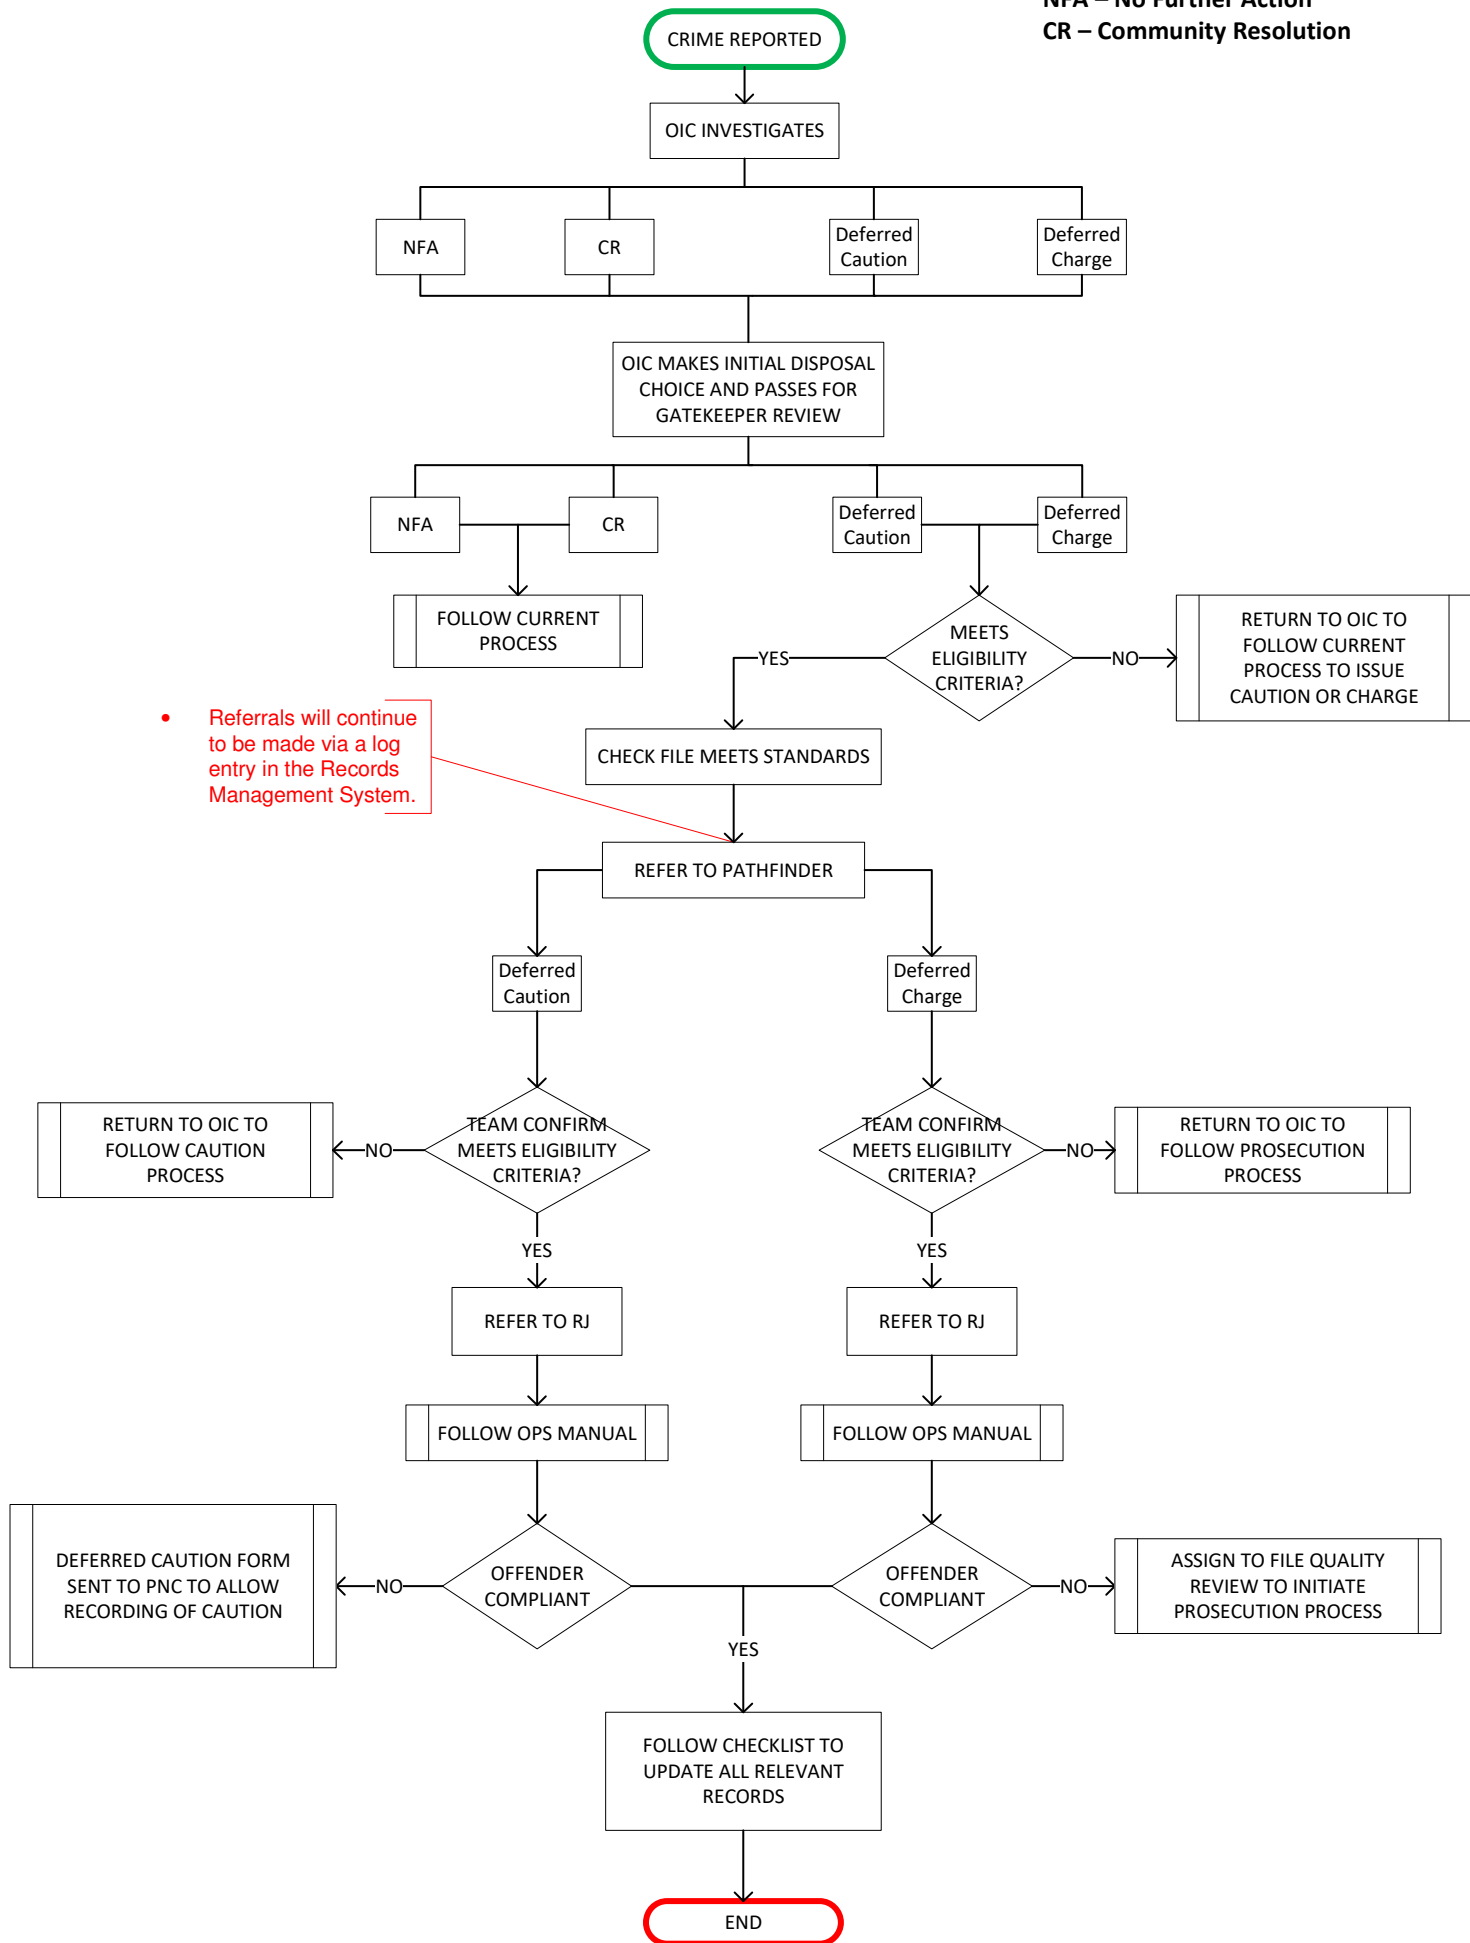 NFA – No Further Action
CR – Community Resolution
CRIME REPORTED
OIC INVESTIGATES
NFA
CR
Deferred
Caution
Deferred
Charge
OIC MAKES INITIAL DISPOSAL
CHOICE AND PASSES FOR
GATEKEEPER REVIEW
NFA
CR
Deferred
Caution
Deferred
Charge
FOLLOW CURRENT
PROCESS
MEETS
ELIGIBILITY
CRITERIA?
YES
NO
RETURN TO OIC TO
FOLLOW CURRENT
PROCESS TO ISSUE
CAUTION OR CHARGE
• Referrals will continue
to be made via a log
entry in the Records
Management System.
CHECK FILE MEETS STANDARDS
REFER TO PATHFINDER
Deferred
Caution
Deferred
Charge
RETURN TO OIC TO
FOLLOW CAUTION
PROCESS
NO
TEAM CONFIRM
MEETS ELIGIBILITY
CRITERIA?
TEAM CONFIRM
MEETS ELIGIBILITY
CRITERIA?
NO
RETURN TO OIC TO
FOLLOW PROSECUTION
PROCESS
YES
YES
REFER TO RJ
REFER TO RJ
FOLLOW OPS MANUAL
FOLLOW OPS MANUAL
DEFERRED CAUTION FORM
SENT TO PNC TO ALLOW
RECORDING OF CAUTION
NO
OFFENDER
COMPLIANT
OFFENDER
COMPLIANT
NO
ASSIGN TO FILE QUALITY
REVIEW TO INITIATE
PROSECUTION PROCESS
YES
FOLLOW CHECKLIST TO
UPDATE ALL RELEVANT
RECORDS
END